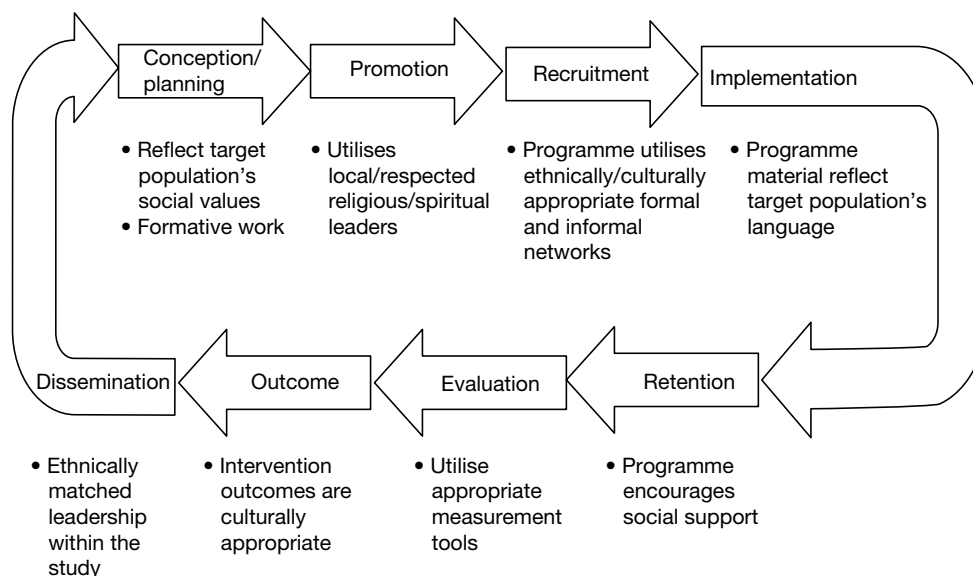 Conception/
planning
Promotion
Recruitment
Implementation
• Reflect target
population's
social values
• Formative work
• Utilises
local/respected
religious/spiritual
leaders
• Programme utilises
ethnically/culturally
appropriate formal
and informal
networks
• Programme
material reflect
target population's
language
Dissemination
Outcome
Evaluation
Retention
• Ethnically
matched
leadership
within the
study
• Intervention
outcomes are
culturally
appropriate
• Utilise
appropriate
measurement
tools
• Programme
encourages
social support